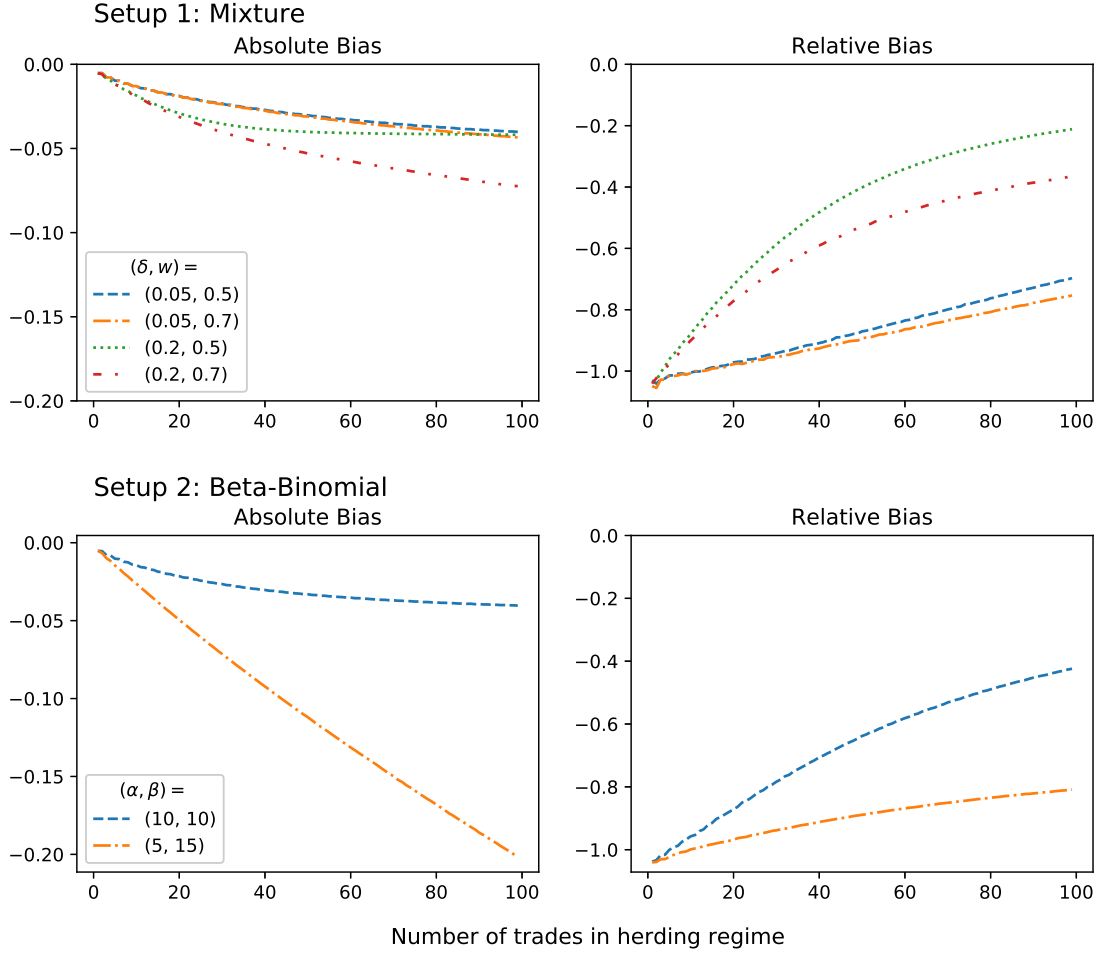 Setup 1: Mixture
Absolute Bias
0.00
−0.05
−0.10
−0.15
−0.20
0 20 40 60 80 100
(δ, w) =
(0.05, 0.5)
(0.05, 0.7)
(0.2, 0.5)
(0.2, 0.7)
Relative Bias
0.0
−0.2
−0.4
−0.6
−0.8
−1.0
0 20 40 60 80 100
Setup 2: Beta-Binomial
Absolute Bias
0.00
−0.05
−0.10
−0.15
−0.20
0 20 40 60 80 100
(α, β) =
(10, 10)
(5, 15)
Relative Bias
0.0
−0.2
−0.4
−0.6
−0.8
−1.0
0 20 40 60 80 100
Number of trades in herding regime